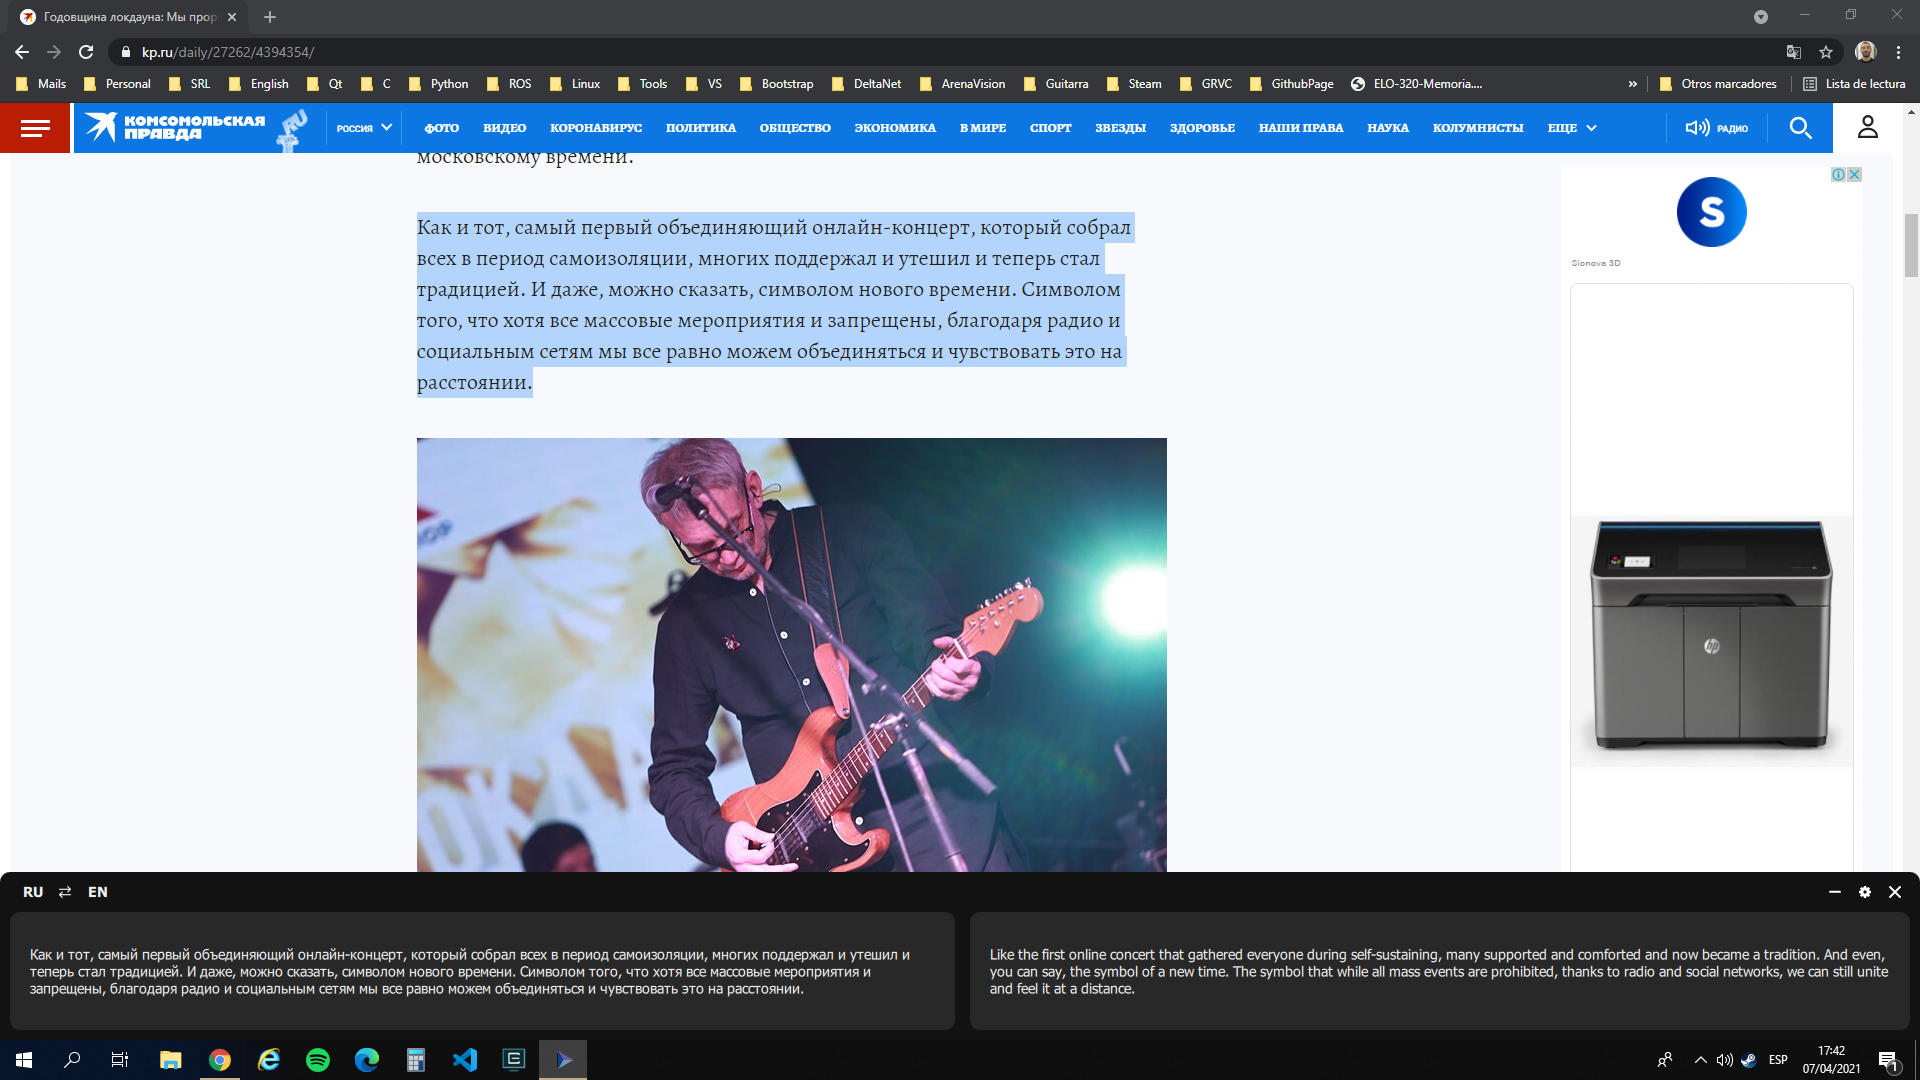 Годовщина локдауна: Мы прор
kp.ru/daily/27262/4394354/
Mails Personal SRL English Qt C Python ROS Linux Tools VS Bootstrap DeltaNet ArenaVision Guitarra Steam GRVC GithubPage ELO-320-Memoria.... » Otros marcadores Lista de lectura
КОМСОМОЛЬСКАЯ
ПРАВДА
.RU
РОССИЯ ФОТО ВИДЕО КОРОНАВИРУС ПОЛИТИКА ОБЩЕСТВО ЭКОНОМИКА В МИРЕ СПОРТ ЗВЕЗДЫ ЗДОРОВЬЕ НАШИ ПРАВА НАУКА КОЛУМНИСТЫ ЕЩЕ РАДИО
московскому времени.
Как и тот, самый первый объединяющий онлайн-концерт, который собрал
всех в период самоизоляции, многих поддержал и утешил и теперь стал
традицией. И даже, можно сказать, символом нового времени. Символом
того, что хотя все массовые мероприятия и запрещены, благодаря радио и
социальным сетям мы все равно можем объединяться и чувствовать это на
расстоянии.
S
Sicnova 3D
hp
RU ⇄ EN
Как и тот, самый первый объединяющий онлайн-концерт, который собрал всех в период самоизоляции, многих поддержал и утешил и
теперь стал традицией. И даже, можно сказать, символом нового времени. Символом того, что хотя все массовые мероприятия и
запрещены, благодаря радио и социальным сетям мы все равно можем объединяться и чувствовать это на расстоянии.
Like the first online concert that gathered everyone during self-sustaining, many supported and comforted and now became a tradition. And even,
you can say, the symbol of a new time. The symbol that while all mass events are prohibited, thanks to radio and social networks, we can still unite
and feel it at a distance.
ESP
17:42
07/04/2021
1